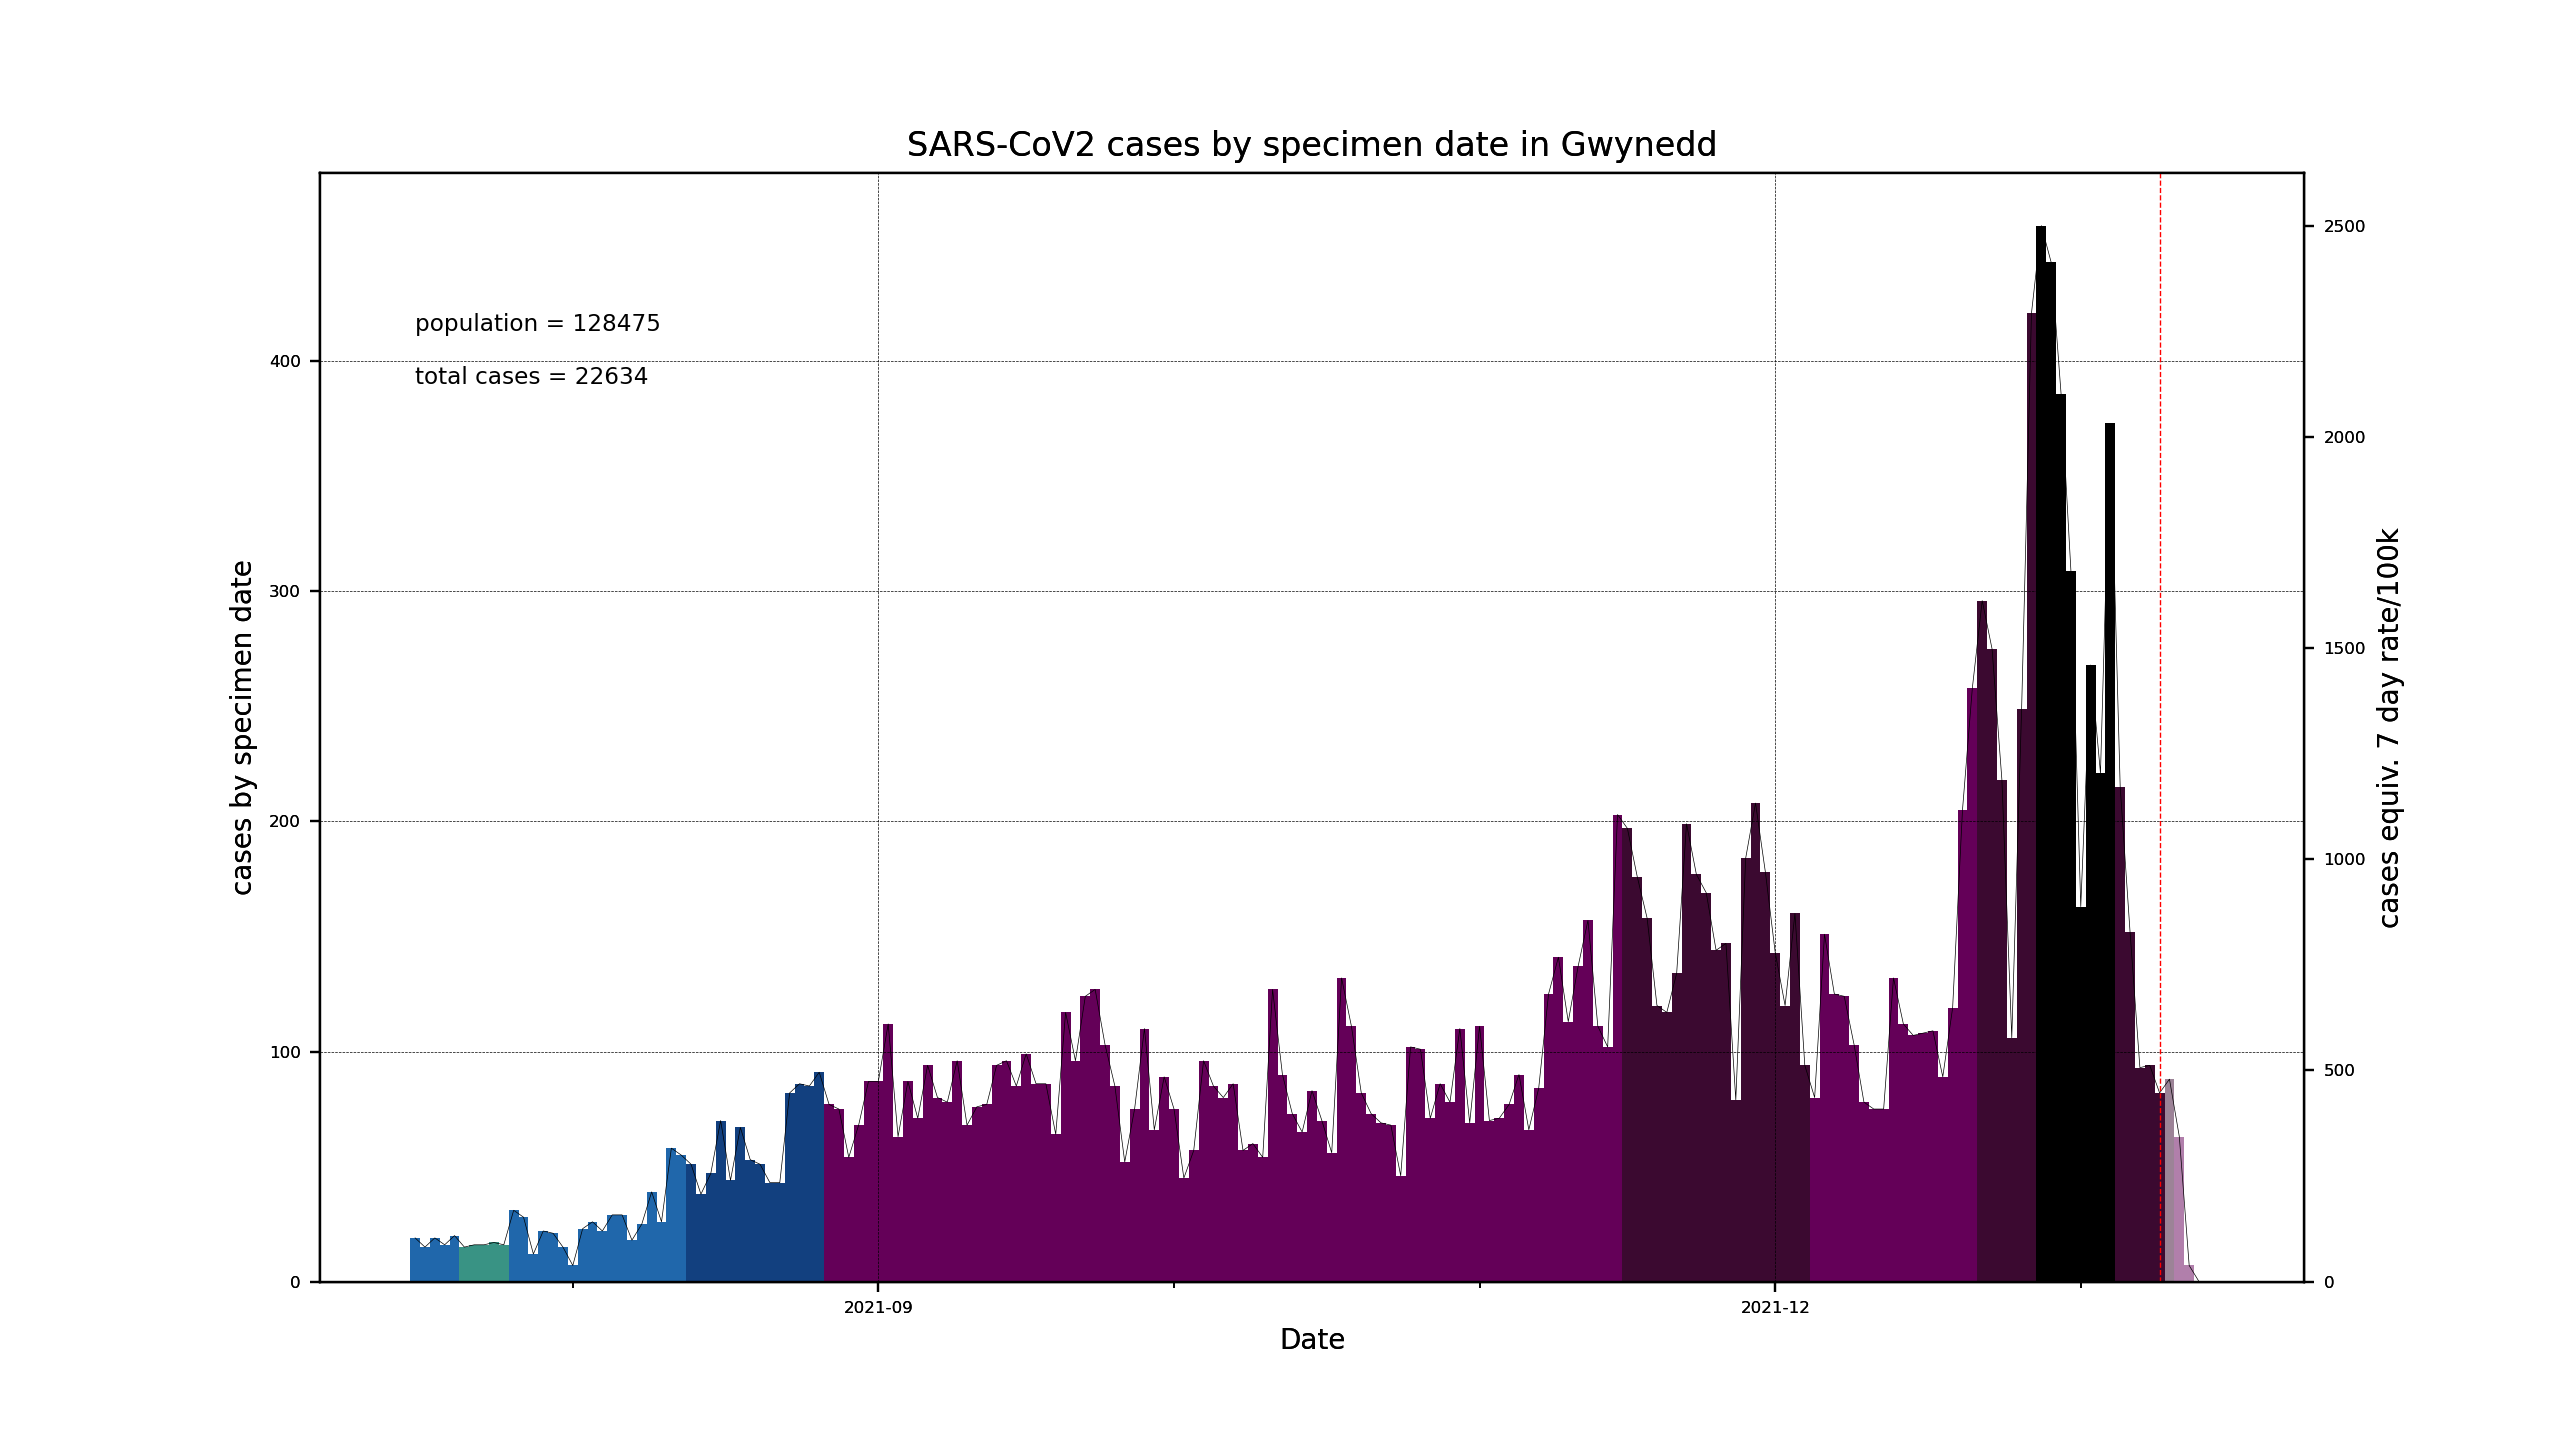 SARS-CoV2 cases by specimen date in Gwynedd
population = 128475
total cases = 22634
cases by specimen date
400
300
200
100
0
2500
2000
1500
1000
500
0
cases equiv. 7 day rate/100k
2021-09
2021-12
Date